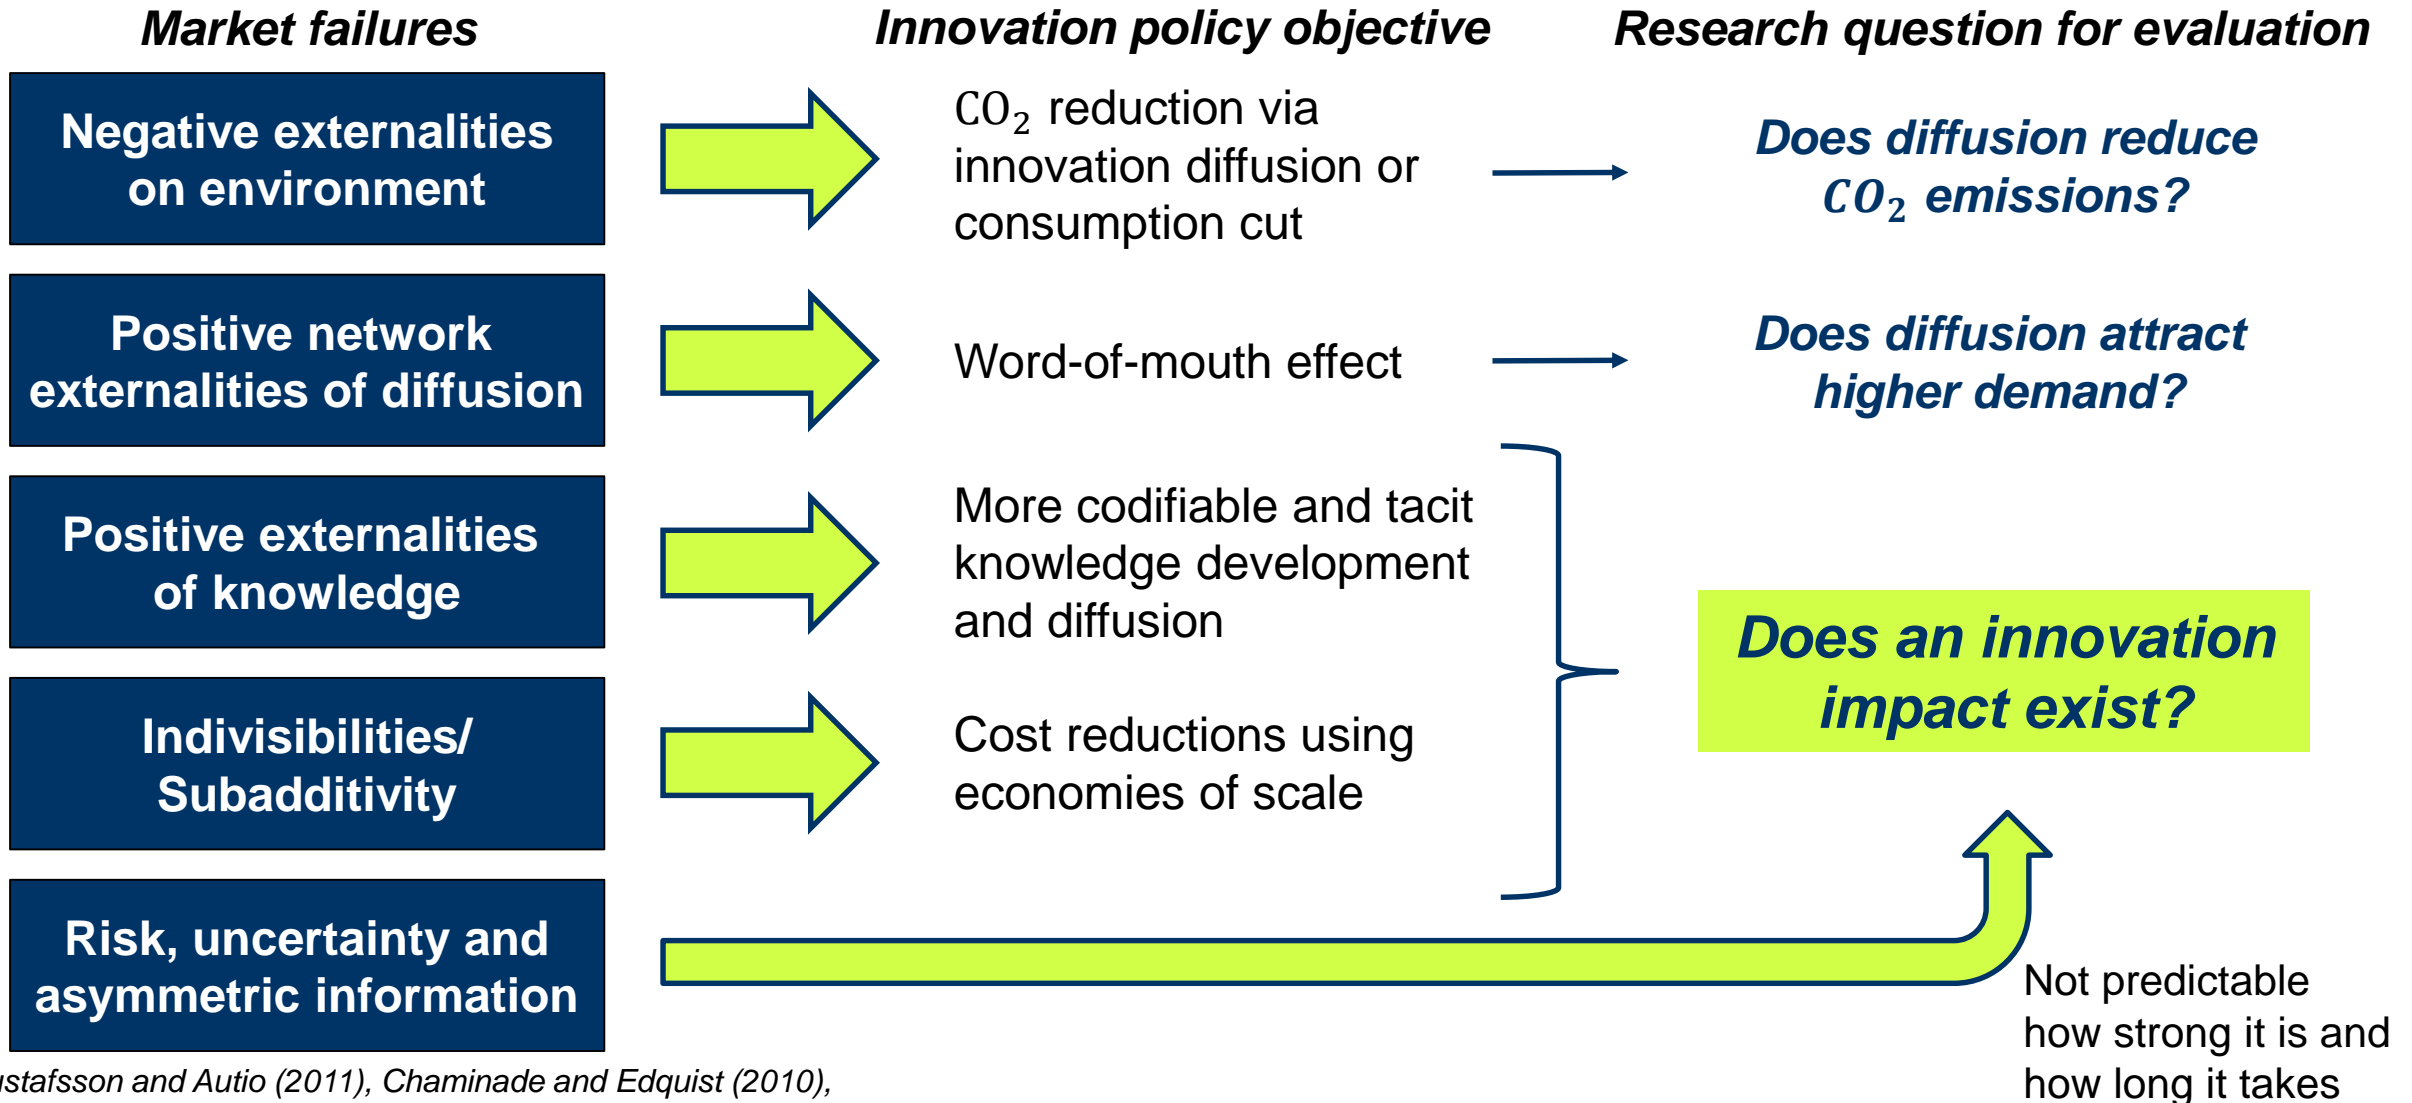 Market failures
Innovation policy objective
Research question for evaluation
Negative externalities
on environment
CO₂ reduction via
innovation diffusion or
consumption cut
Does diffusion reduce
CO₂ emissions?
Positive network
externalities of diffusion
Word-of-mouth effect
Does diffusion attract
higher demand?
Positive externalities
of knowledge
More codifiable and tacit
knowledge development
and diffusion
Does an innovation
impact exist?
Indivisibilities/
Subadditivity
Cost reductions using
economies of scale
Risk, uncertainty and
asymmetric information
Not predictable
how strong it is and
how long it takes
and Autio (2011), Chaminade and Edquist (2010),